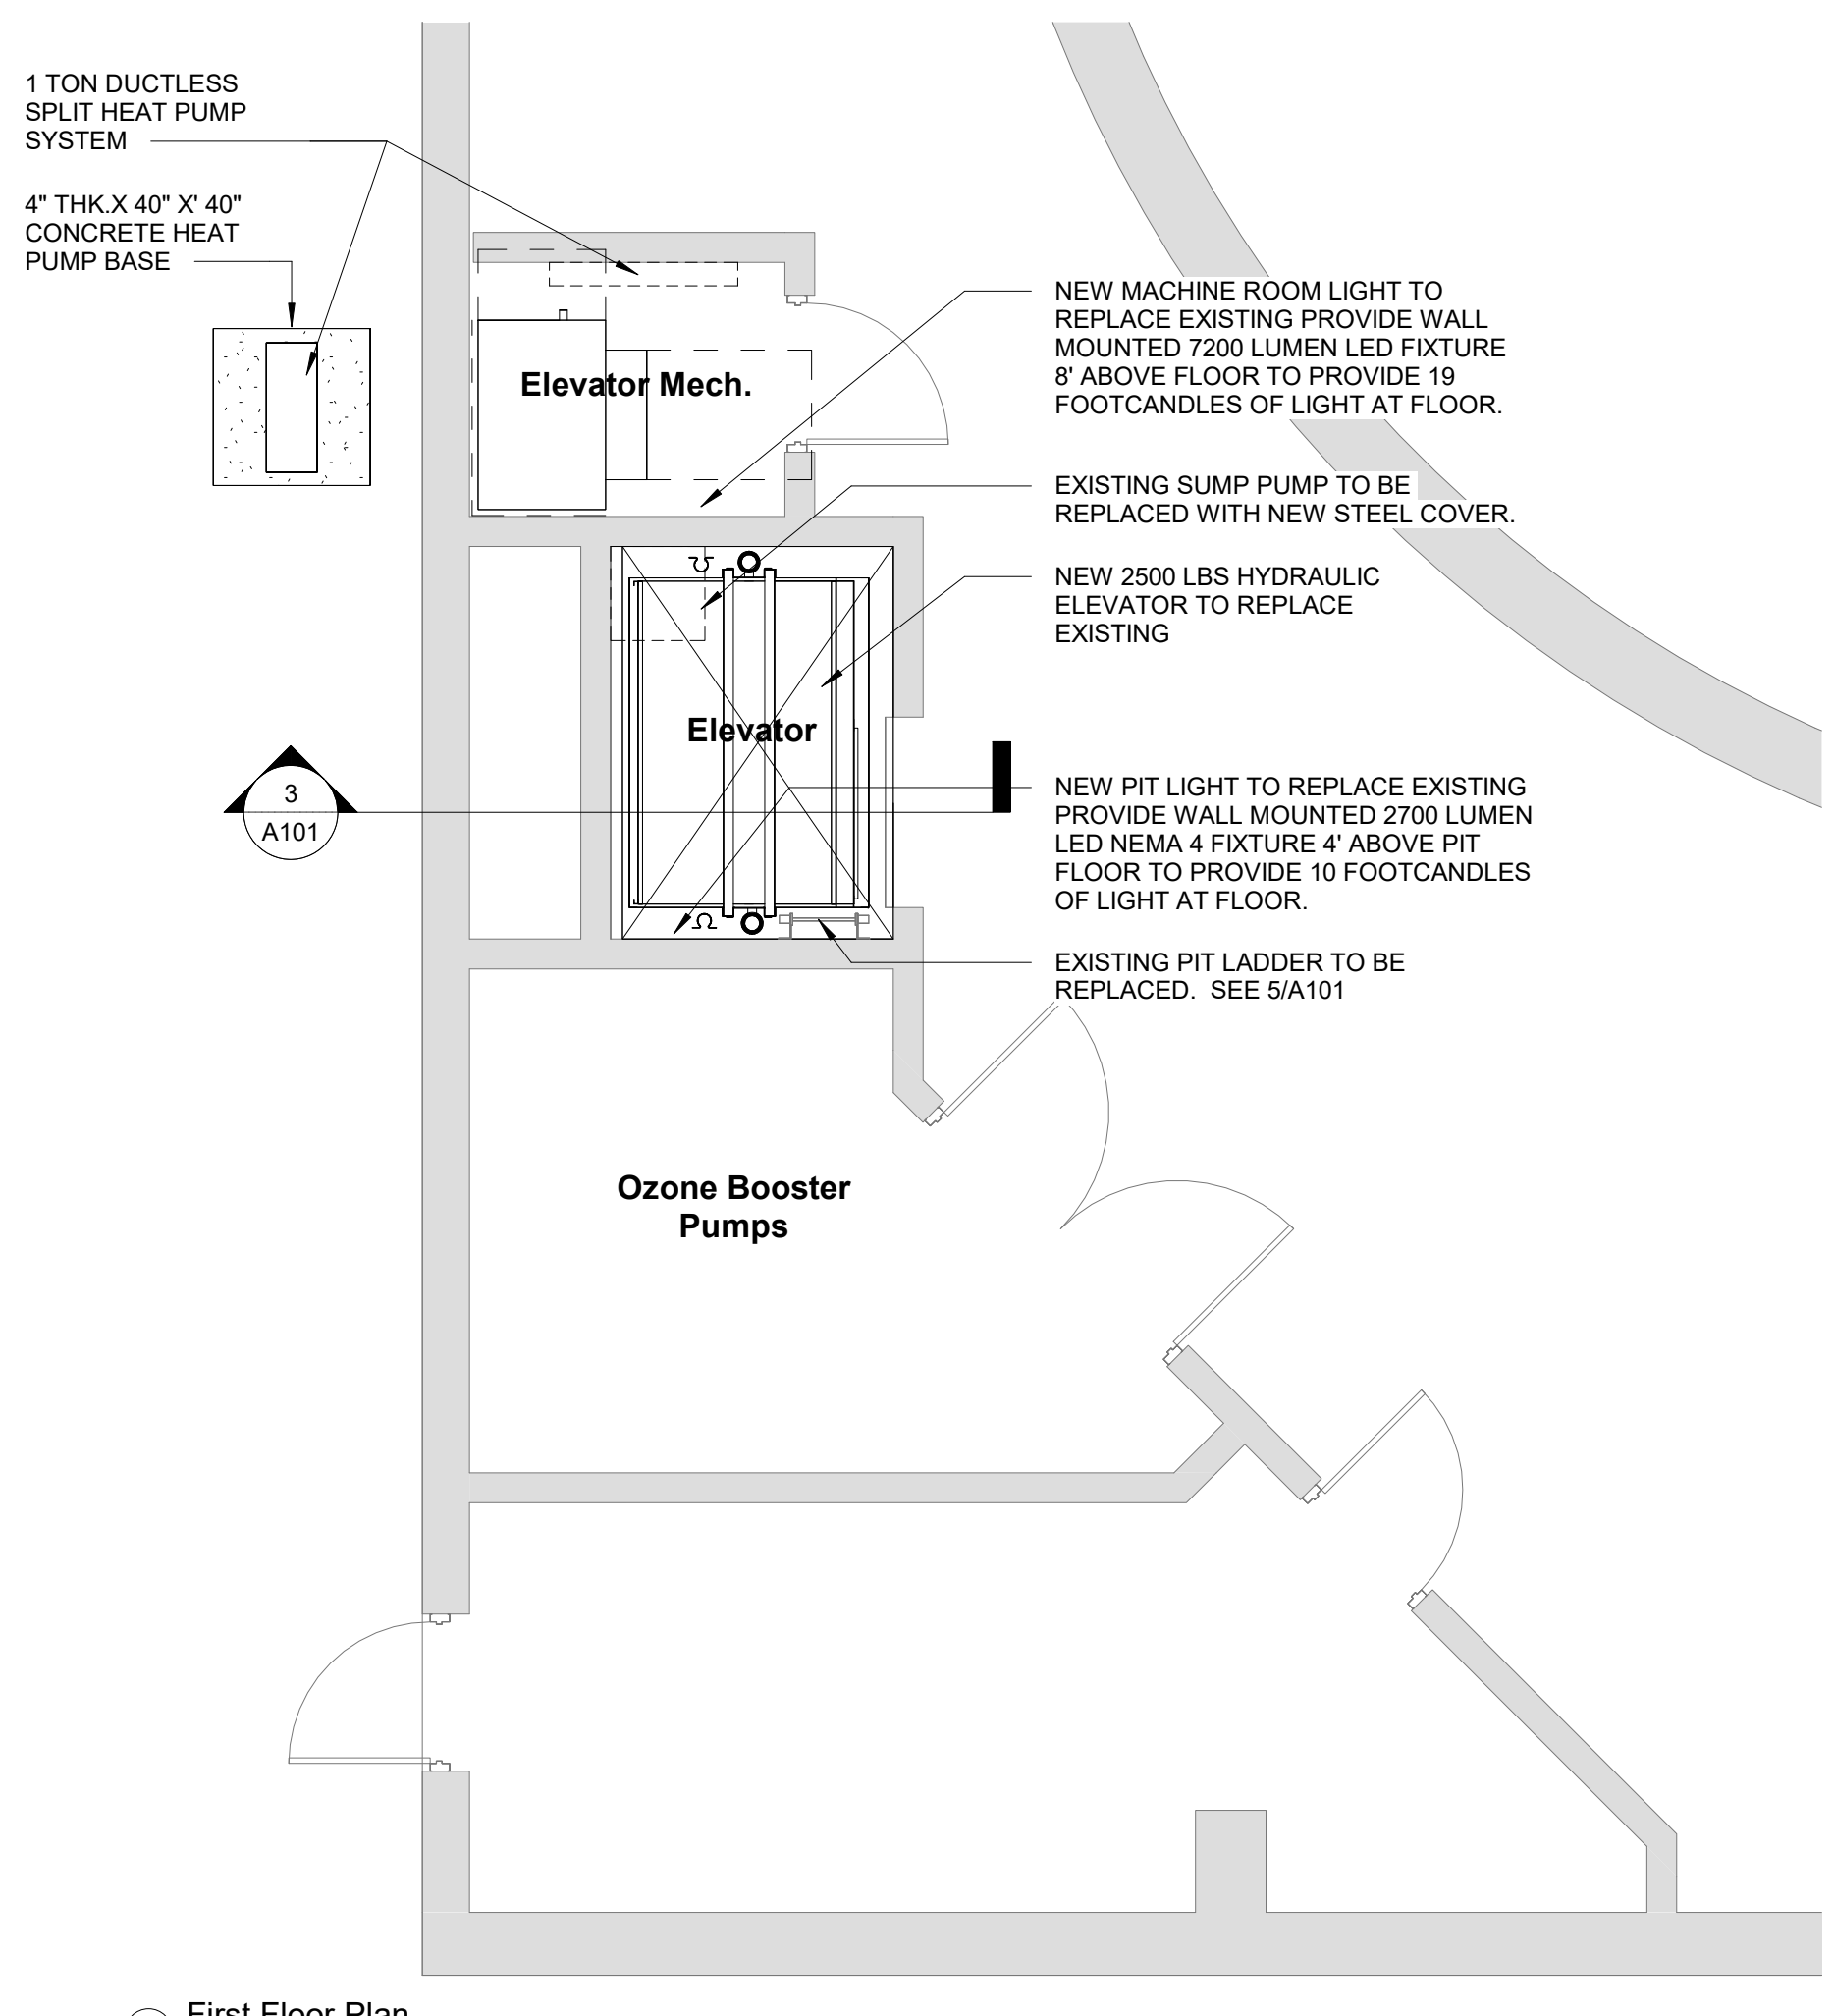 1 TON DUCTLESS
SPLIT HEAT PUMP
SYSTEM
4" THK.X 40" X' 40"
CONCRETE HEAT
PUMP BASE
NEW MACHINE ROOM LIGHT TO
REPLACE EXISTING PROVIDE WALL
MOUNTED 7200 LUMEN LED FIXTURE
8' ABOVE FLOOR TO PROVIDE 19
FOOTCANDLES OF LIGHT AT FLOOR.
Elevator Mech.
EXISTING SUMP PUMP TO BE
REPLACED WITH NEW STEEL COVER.
NEW 2500 LBS HYDRAULIC
ELEVATOR TO REPLACE
EXISTING
Elevator
3
A101
NEW PIT LIGHT TO REPLACE EXISTING
PROVIDE WALL MOUNTED 2700 LUMEN
LED NEMA 4 FIXTURE 4' ABOVE PIT
FLOOR TO PROVIDE 10 FOOTCANDLES
OF LIGHT AT FLOOR.
EXISTING PIT LADDER TO BE
REPLACED.  SEE 5/A101
Ozone Booster
Pumps
First Floor Plan